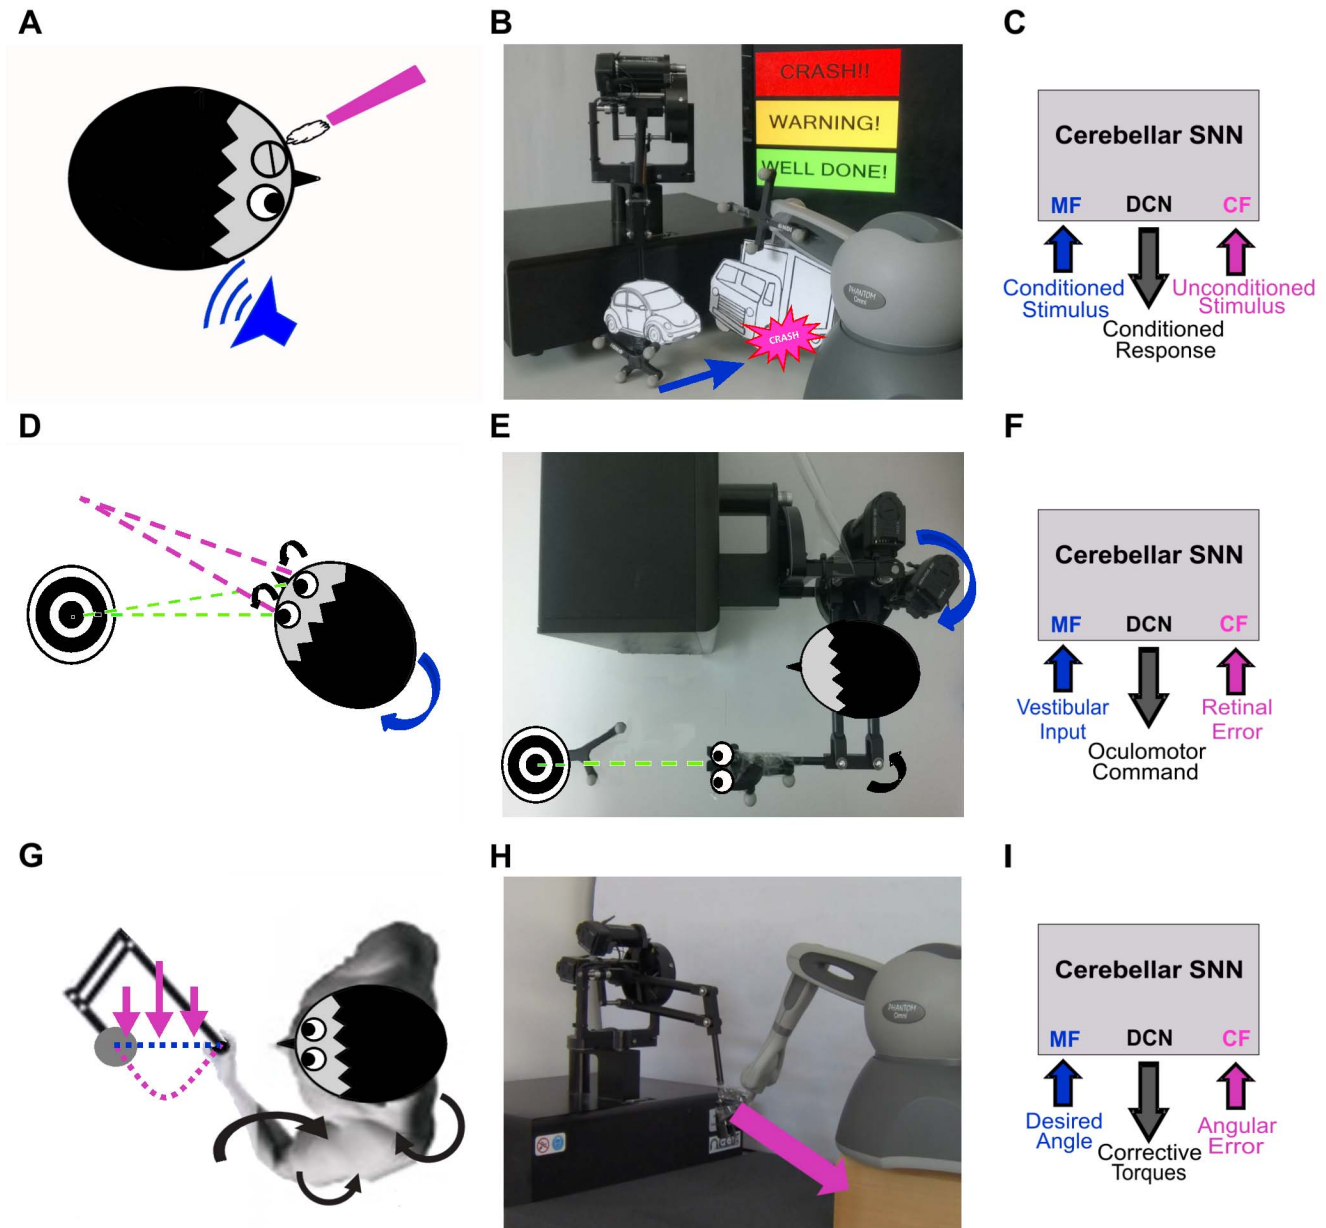 A
B
C
CRASH!!
WARNING!
WELL DONE!
PHANTOM
Omni
CRASH
Cerebellar SNN
MF DCN CF
Conditioned
Stimulus
Unconditioned
Stimulus
Conditioned
Response
D
E
F
Cerebellar SNN
MF DCN CF
Vestibular
Input
Retinal
Error
Oculomotor
Command
G
H
I
PHANTOM
Omni
Cerebellar SNN
MF DCN CF
Desired
Angle
Angular
Error
Corrective
Torques